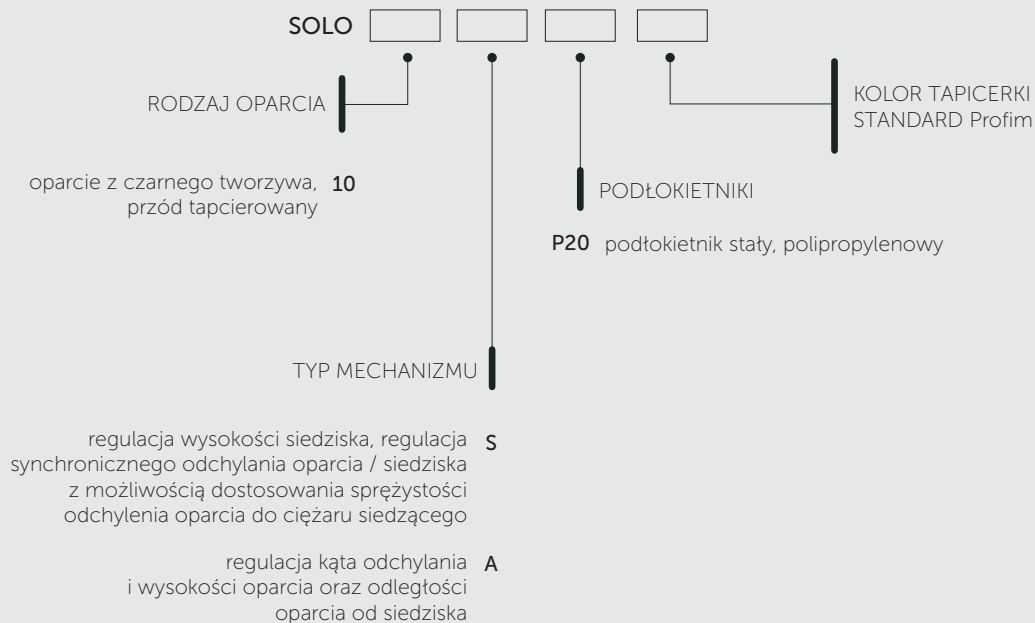 SOLO
RODZAJ OPARCIA
oparcie z czarnego tworzywa, 10
przód tapcierowany
KOLOR TAPICERKI
STANDARD Profim
PODŁOKIETNIKI
P20 podłokietnik stały, polipropylenowy
TYP MECHANIZMU
regulacja wysokości siedziska, regulacja S
synchronicznego odchylania oparcia / siedziska
z możliwością dostosowania sprężystości
odchylenia oparcia do ciężaru siedzącego
regulacja kąta odchylania A
i wysokości oparcia oraz odległości
oparcia od siedziska